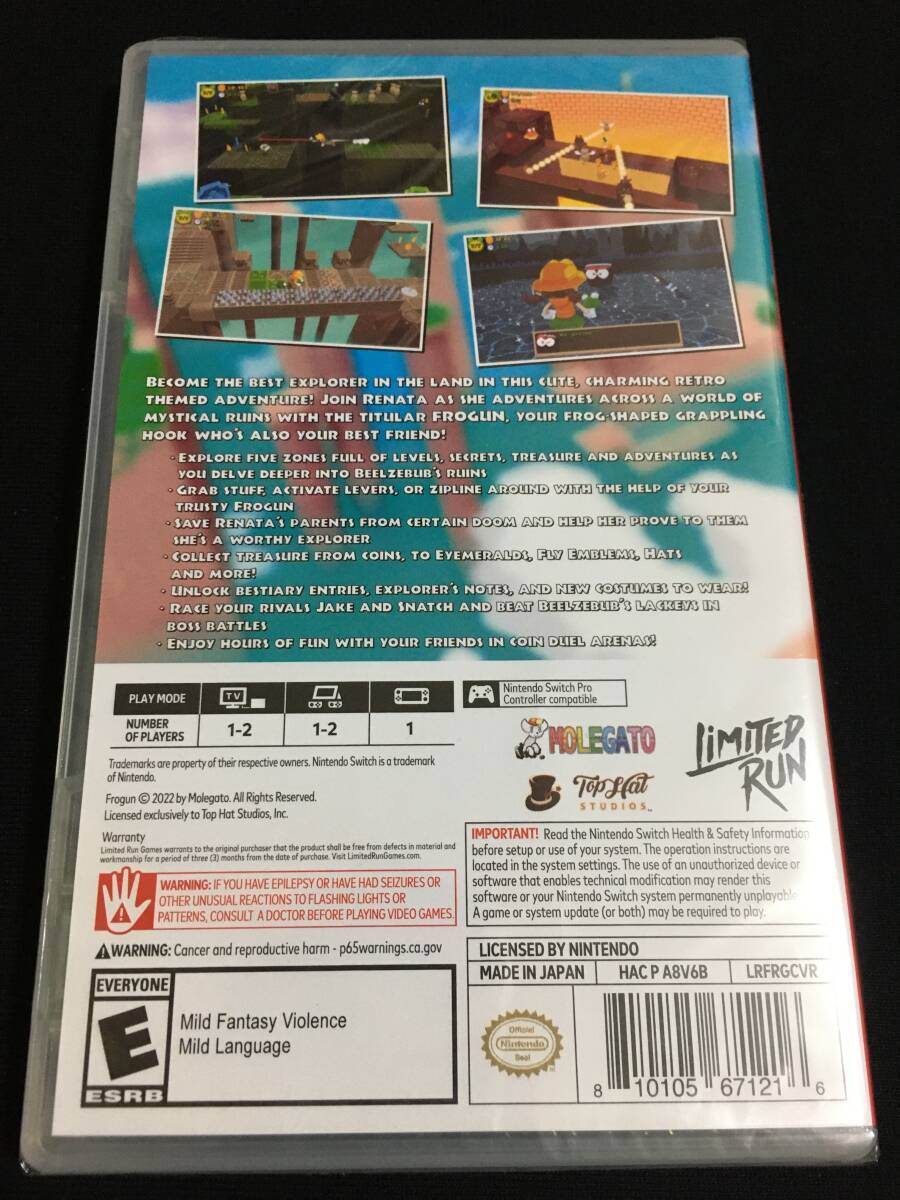 BECOME THE BEST EXPLORER IN THE LAND IN THIS CUTE, CHARMING RETRO
THEMED ADVENTURE! JOIN RENATA AS SHE ADVENTURES ACROSS A WORLD OF
MYSTICAL RUINS WITH THE TITULAR FROGUN, YOUR FROG-SHAPED GRAPPLING
HOOK WHO'S ALSO YOUR BEST FRIEND!
· EXPLORE FIVE ZONES FULL OF LEVELS, SECRETS, TREASURE AND ADVENTURES AS
YOU DELVE DEEPER INTO BEELZEBUB'S RUINS
· GRAB STUFF, ACTIVATE LEVERS, OR ZIPLINE AROUND WITH THE HELP OF YOUR
TRUSTY FROGUN
· SAVE RENATA'S PARENTS FROM CERTAIN DOOM AND HELP HER PROVE TO THEM
SHE'S A WORTHY EXPLORER
· COLLECT TREASURE FROM COINS, TO EYEMERALDS, FLY EMBLEMS, HATS
AND MORE!
· UNLOCK BESTIARY ENTRIES, EXPLORER'S NOTES, AND NEW COSTUMES TO WEAR!
· RACE YOUR RIVALS JAKE AND SNATCH AND BEAT BEELZEBUB'S LACKEYS IN
BOSS BATTLES
· ENJOY HOURS OF FUN WITH YOUR FRIENDS IN COIN DUEL ARENAS!
PLAY MODE
TV
NUMBER
OF PLAYERS
1-2
1-2
1
Nintendo Switch Pro
Controller compatible
MOLEGATO
Top Hat
STUDIOS™
LIMITED
RUN
Trademarks are property of their respective owners. Nintendo Switch is a trademark
of Nintendo.
Frogun © 2022 by Molegato. All Rights Reserved.
Licensed exclusively to Top Hat Studios, Inc.
Warranty
Limited Run Games warrants to the original purchaser that the product shall be free from defects in material and
workmanship for a period of three (3) months from the date of purchase. Visit LimitedRunGames.com.
WARNING: IF YOU HAVE EPILEPSY OR HAVE HAD SEIZURES OR
OTHER UNUSUAL REACTIONS TO FLASHING LIGHTS OR
PATTERNS, CONSULT A DOCTOR BEFORE PLAYING VIDEO GAMES.
WARNING: Cancer and reproductive harm - p65warnings.ca.gov
IMPORTANT! Read the Nintendo Switch Health & Safety Information
before setup or use of your system. The operation instructions are
located in the system settings. The use of an unauthorized device or
software that enables technical modification may render this
software or your Nintendo Switch system permanently unplayable.
A game or system update (or both) may be required to play.
EVERYONE
E
ESRB
Mild Fantasy Violence
Mild Language
LICENSED BY NINTENDO
MADE IN JAPAN
HAC P A8V6B
LRFRGCVR
Official
Nintendo
Seal
8 10105 67121 6